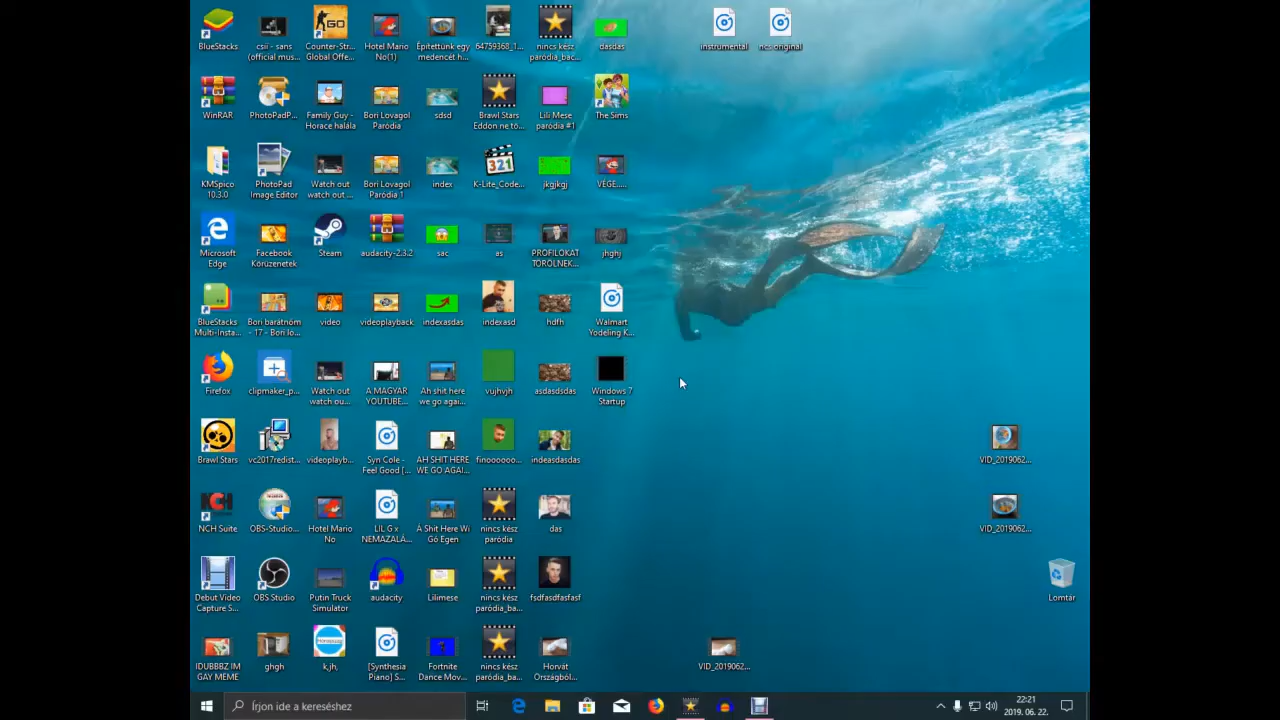 BlueStacks
csii - sans
(official mus...
Counter-Str...
Global Offe...
Hotel Mario
No(1)
Építettünk egy
medencét h...
64759368_1...
nincs kész
paródia_bac...
dasdas
instrumental
ncs original
WinRAR
PhotoPadP...
Family Guy -
Horace halála
Bori Lovagol
Paródia
sdsd
Brawl Stars
Eddon ne tö...
Lili Mese
paródia #1
The Sims
KMSpico
10.3.0
PhotoPad
Image Editor
Watch out
watch out ...
Bori Lovagol
Paródia 1
index
K-Lite_Code...
jkgjkgj
VÉGE.....
Microsoft
Edge
Facebook
Körüzenetek
Steam
audacity-2.3.2
sac
as
PROFILOKAT
TÖRÖLNEK...
jhghj
BlueStacks
Multi-Insta...
Bori barátnőm
- 17 - Bori lo...
video
videoplayback
indexasdas
indexasd
hdfh
Walmart
Yodeling K...
Firefox
clipmaker_p...
Watch out
watch ou...
A MAGYAR
YOUTUBE...
Ah shit here
we go agai...
vujhvjh
asdasdsdas
Windows 7
Startup
Brawl Stars
vc2017redist...
videoplayb...
Syn Cole -
Feel Good [...
AH SHIT HERE
WE GO AGAI...
finoooooo...
indeasdasdas
VID_2019062...
NCH Suite
OBS-Studio...
Hotel Mario
No
LIL G x
NEMAZALÁ...
Á Shit Here Wi
Gó Egen
nincs kész
paródia
das
VID_2019062...
Debut Video
Capture S...
OBS Studio
Putin Truck
Simulator
audacity
Lilimese
nincs kész
paródia_ba...
fsdfasdfasfasf
Lomtár
IDUBBBZ IM
GAY MEME
ghgh
k,jh,
[Synthesia
Piano] S...
Fortnite
Dance Mov...
nincs kész
paródia_ba...
Horvát
Országból...
VID_2019062...
Írjon ide a kereséshez
22:21
2019. 06. 22.